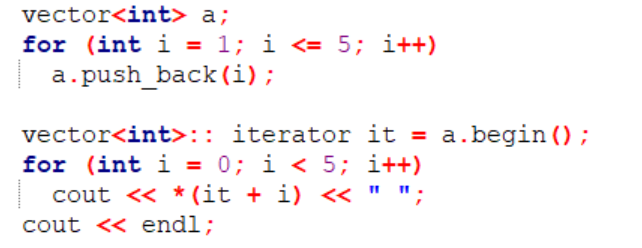 vector<int> a;
for (int i = 1; i <= 5; i++)
a.push_back(i);
vector<int>:: iterator it = a.begin();
for (int i = 0; i < 5; i++)
cout << *(it + i) << " ";
cout << endl;